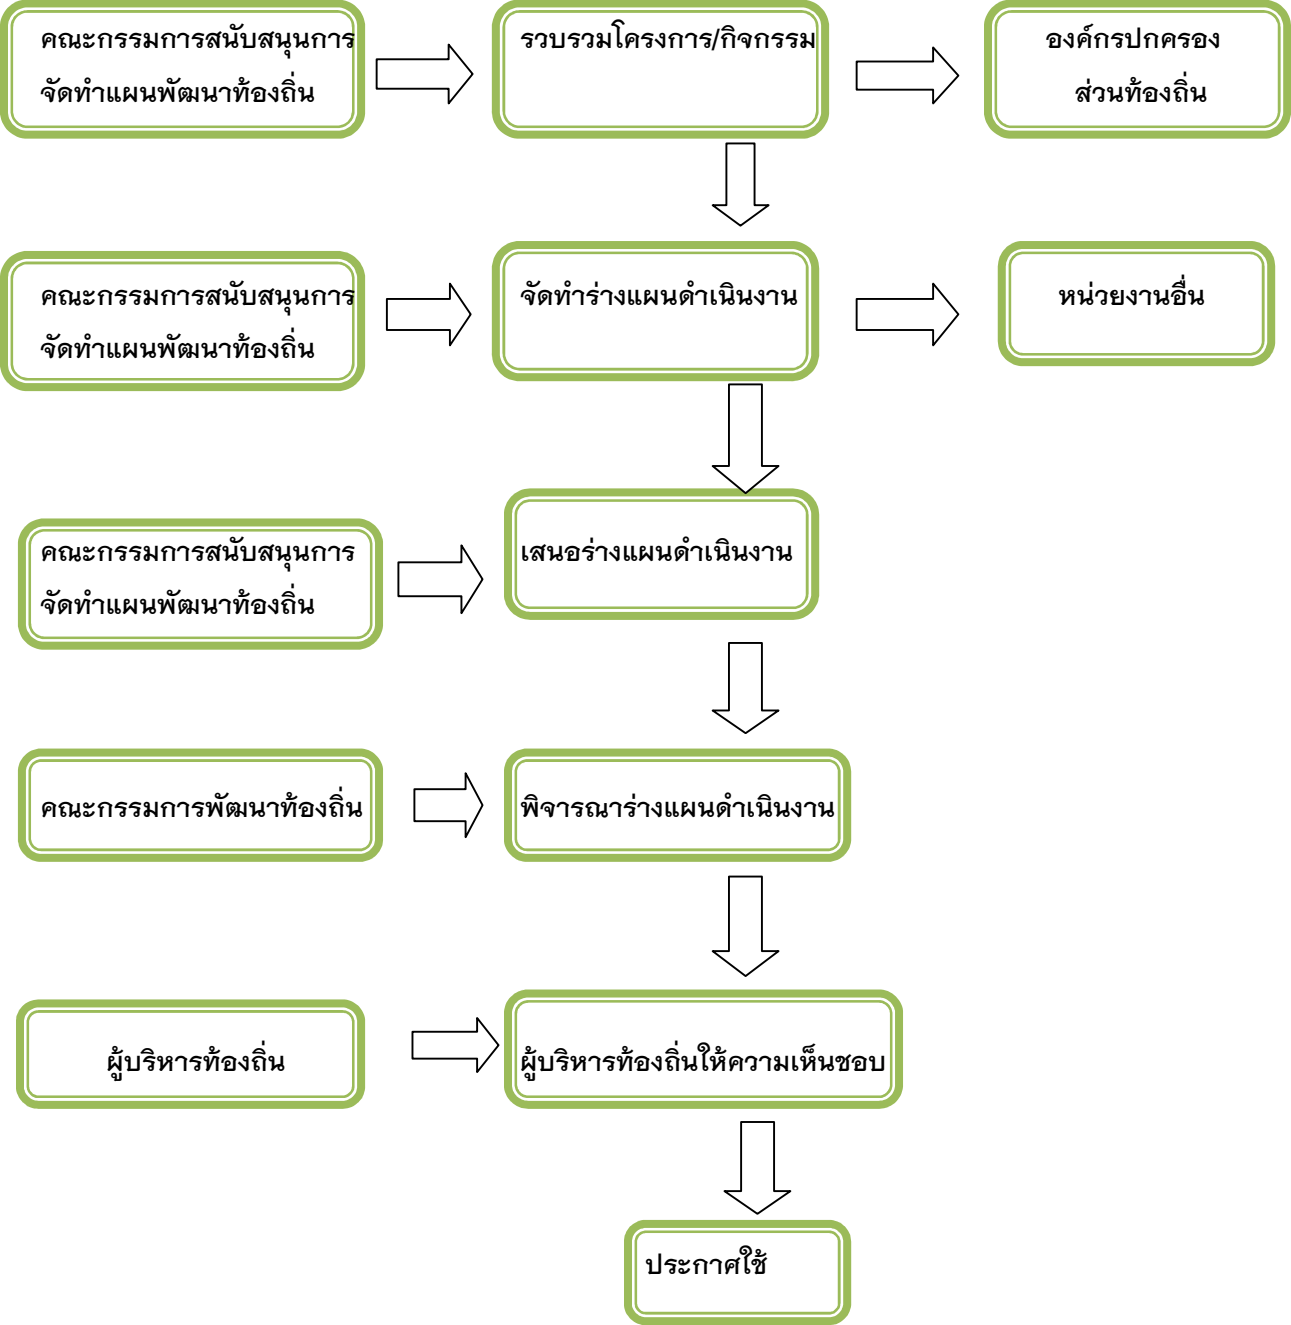 คณะกรรมการสนับสนุนการ
จัดทำแผนพัฒนาท้องถิ่น
รวบรวมโครงการ/กิจกรรม
องค์กรปกครอง
ส่วนท้องถิ่น
คณะกรรมการสนับสนุนการ
จัดทำแผนพัฒนาท้องถิ่น
จัดทำร่างแผนดำเนินงาน
หน่วยงานอื่น
คณะกรรมการสนับสนุนการ
จัดทำแผนพัฒนาท้องถิ่น
เสนอร่างแผนดำเนินงาน
คณะกรรมการพัฒนาท้องถิ่น
พิจารณาร่างแผนดำเนินงาน
ผู้บริหารท้องถิ่น
ผู้บริหารท้องถิ่นให้ความเห็นชอบ
ประกาศใช้